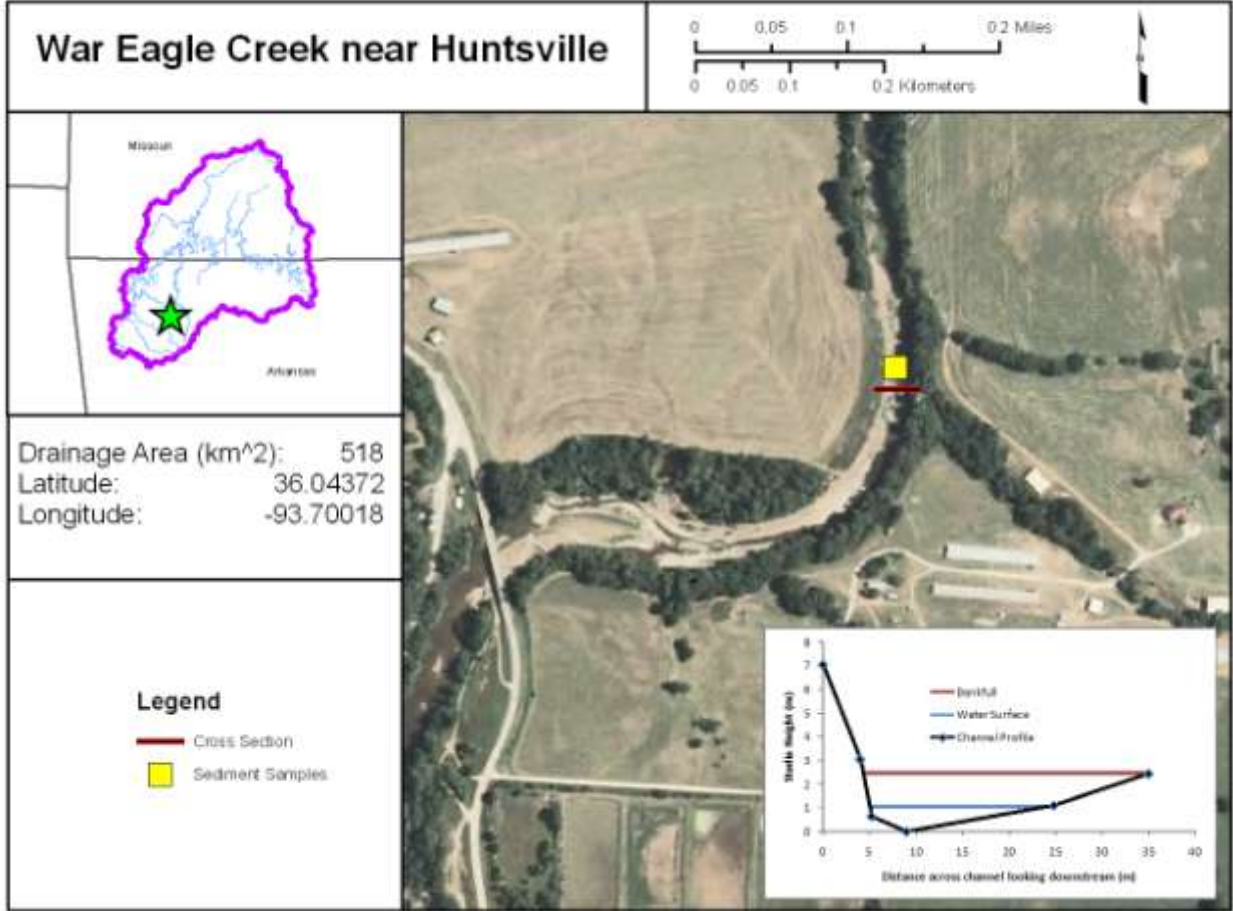 War Eagle Creek near Huntsville
0 0.05 0.1 0.2 Miles
0 0.05 0.1 0.2 Kilometers
N
Missouri
Arkansas
Drainage Area (km^2): 518
Latitude: 36.04372
Longitude: -93.70018
Legend
Cross Section
Sediment Samples
8
7
6
5
4
3
2
1
0
Stadia Height (m)
Bankfull
Water Surface
Channel Profile
0 5 10 15 20 25 30 35 40
Distance across channel looking downstream (m)